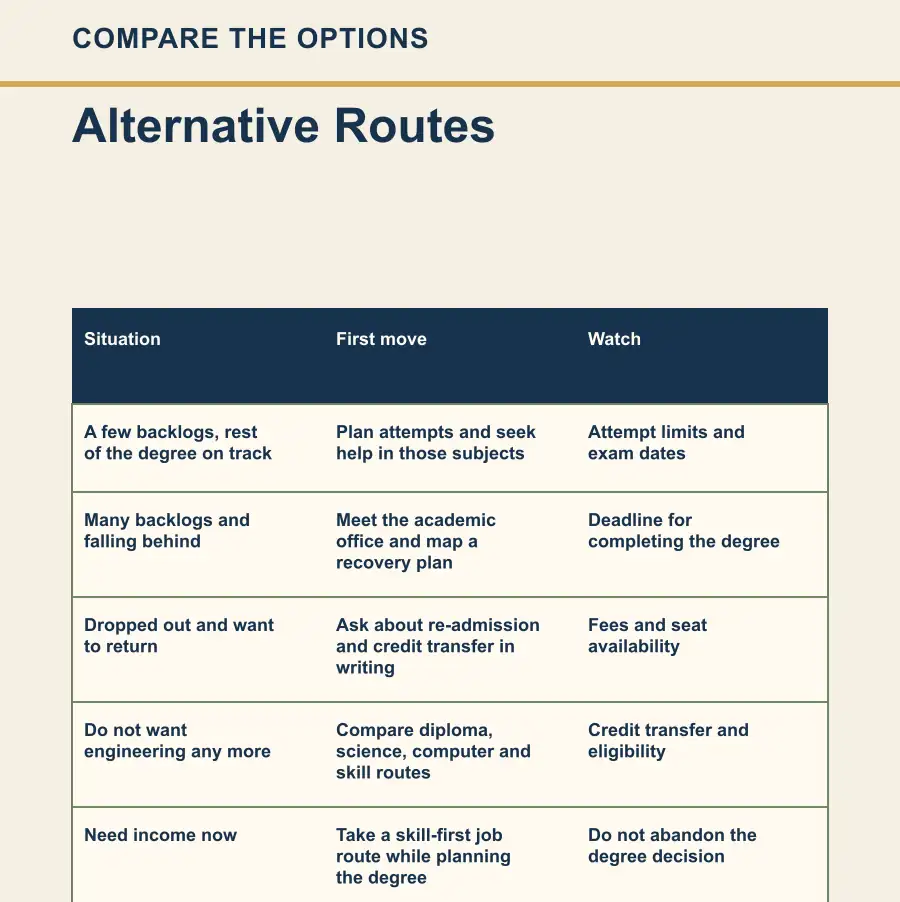 COMPARE THE OPTIONS
Alternative Routes
Situation
First move
Watch
A few backlogs, rest
of the degree on track
Plan attempts and seek
help in those subjects
Attempt limits and
exam dates
Many backlogs and
falling behind
Meet the academic
office and map a
recovery plan
Deadline for
completing the degree
Dropped out and want
to return
Ask about re-admission
and credit transfer in
writing
Fees and seat
availability
Do not want
engineering any more
Compare diploma,
science, computer and
skill routes
Credit transfer and
eligibility
Need income now
Take a skill-first job
route while planning
the degree
Do not abandon the
degree decision